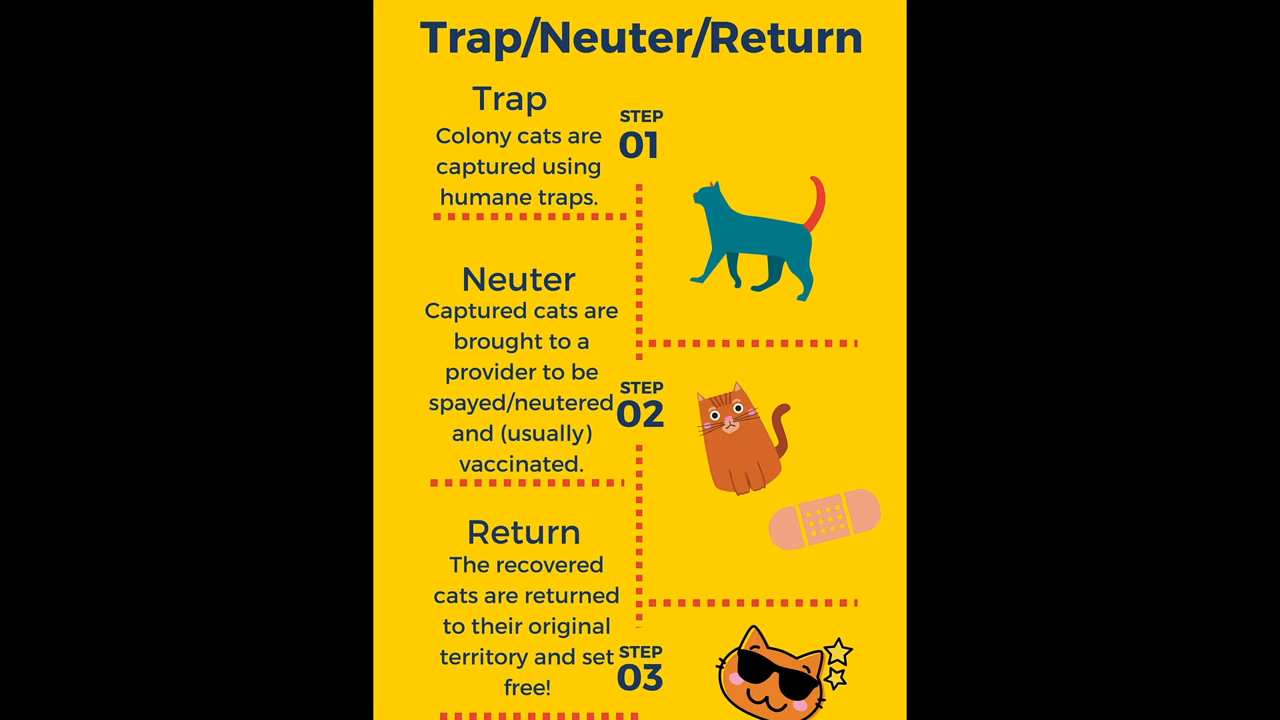 Trap/Neuter/Return
Trap
Colony cats are
captured using
humane traps.
STEP
01
Neuter
Captured cats are
brought to a
provider to be
spayed/neutered
and (usually)
vaccinated.
STEP
02
Return
The recovered
cats are returned
to their original
territory and set
free!
STEP
03